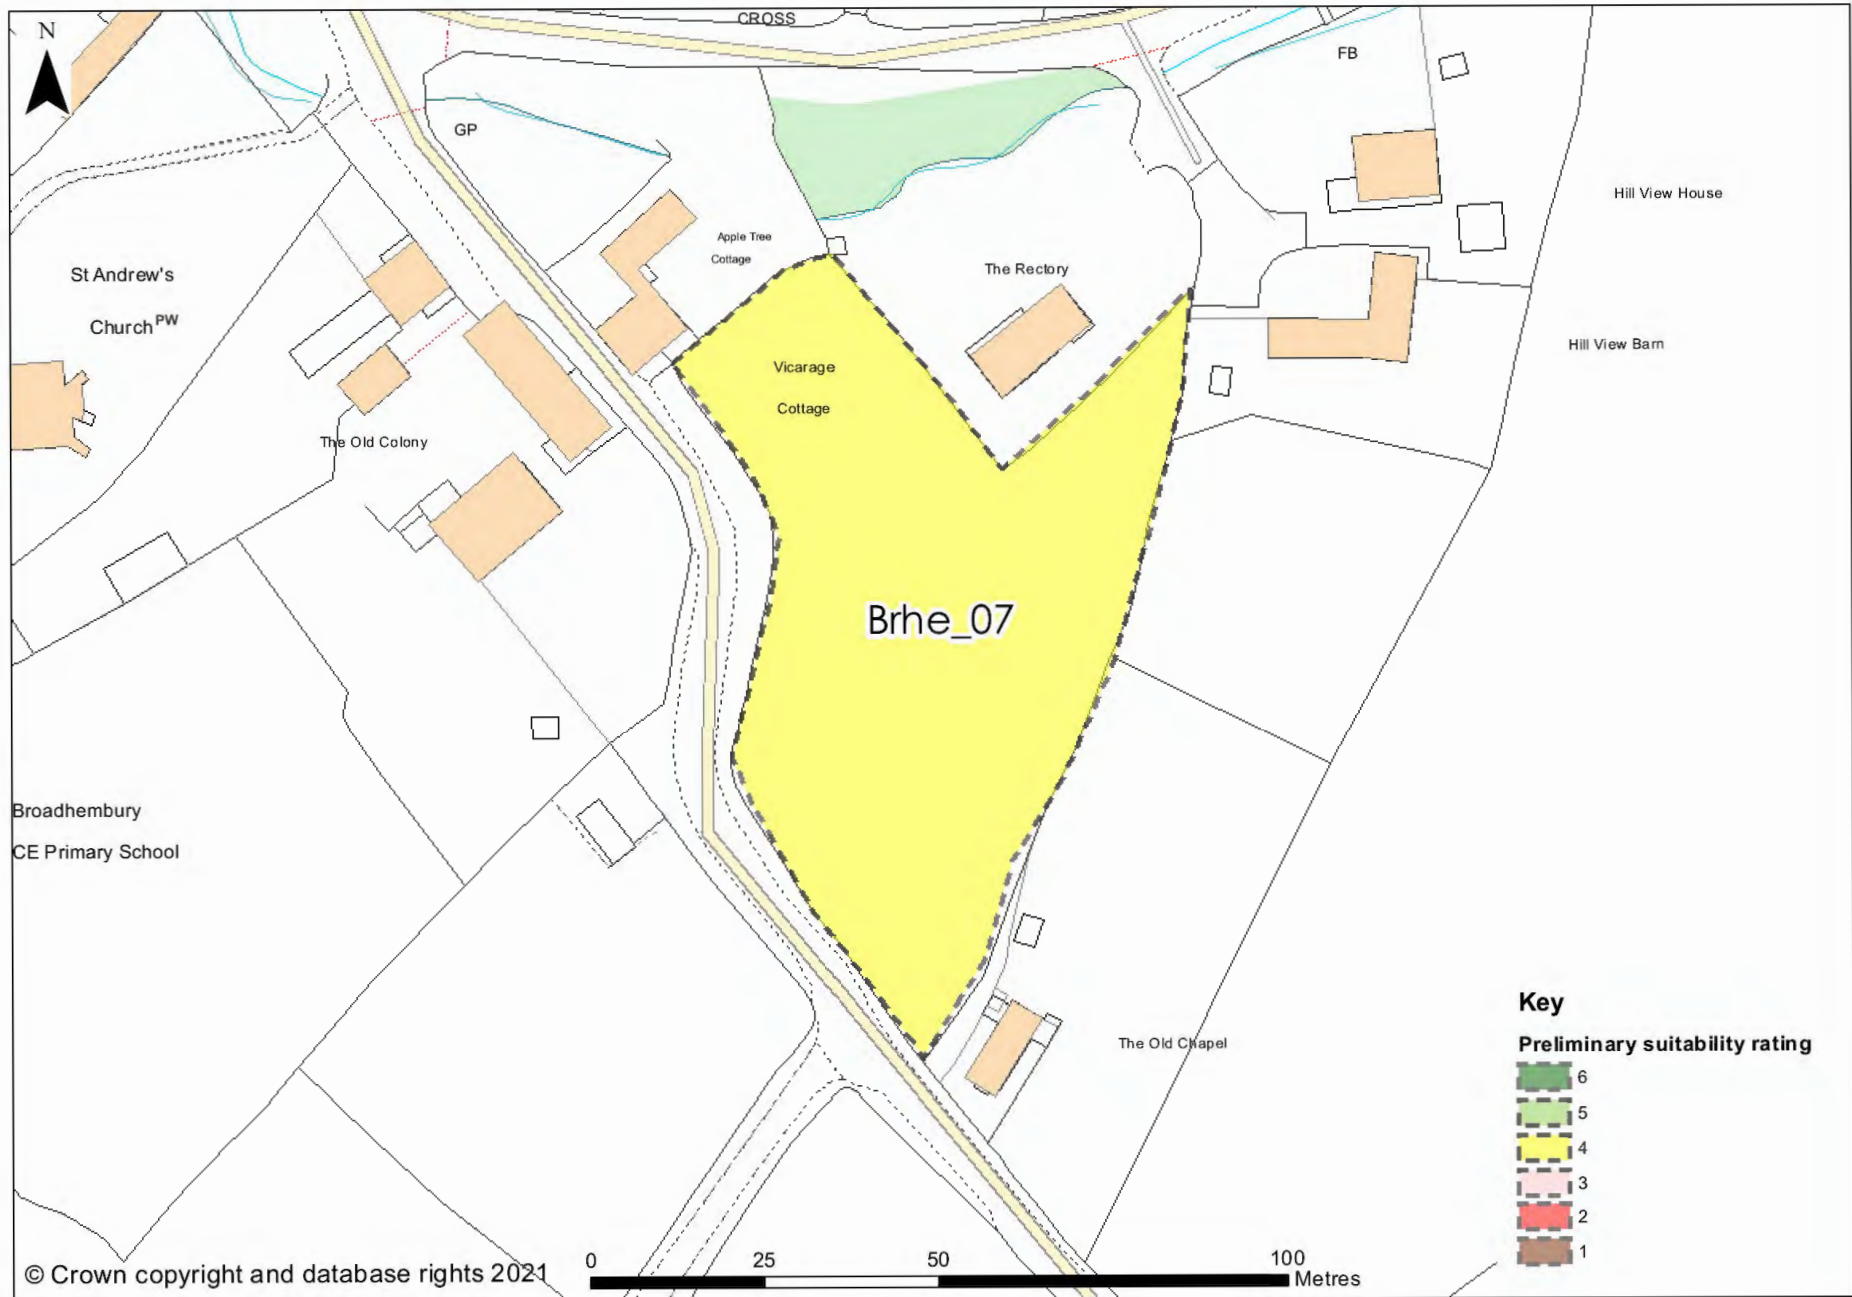 N
CROSS
FB
GP
Hill View House
Apple Tree
Cottage
The Rectory
St Andrew's
Church PW
Hill View Barn
Vicarage
Cottage
The Old Colony
Brhe_07
Broadhembury
CE Primary School
The Old Chapel
Key
Preliminary suitability rating
6
5
4
3
2
1
0 25 50 100
Metres
© Crown copyright and database rights 2021